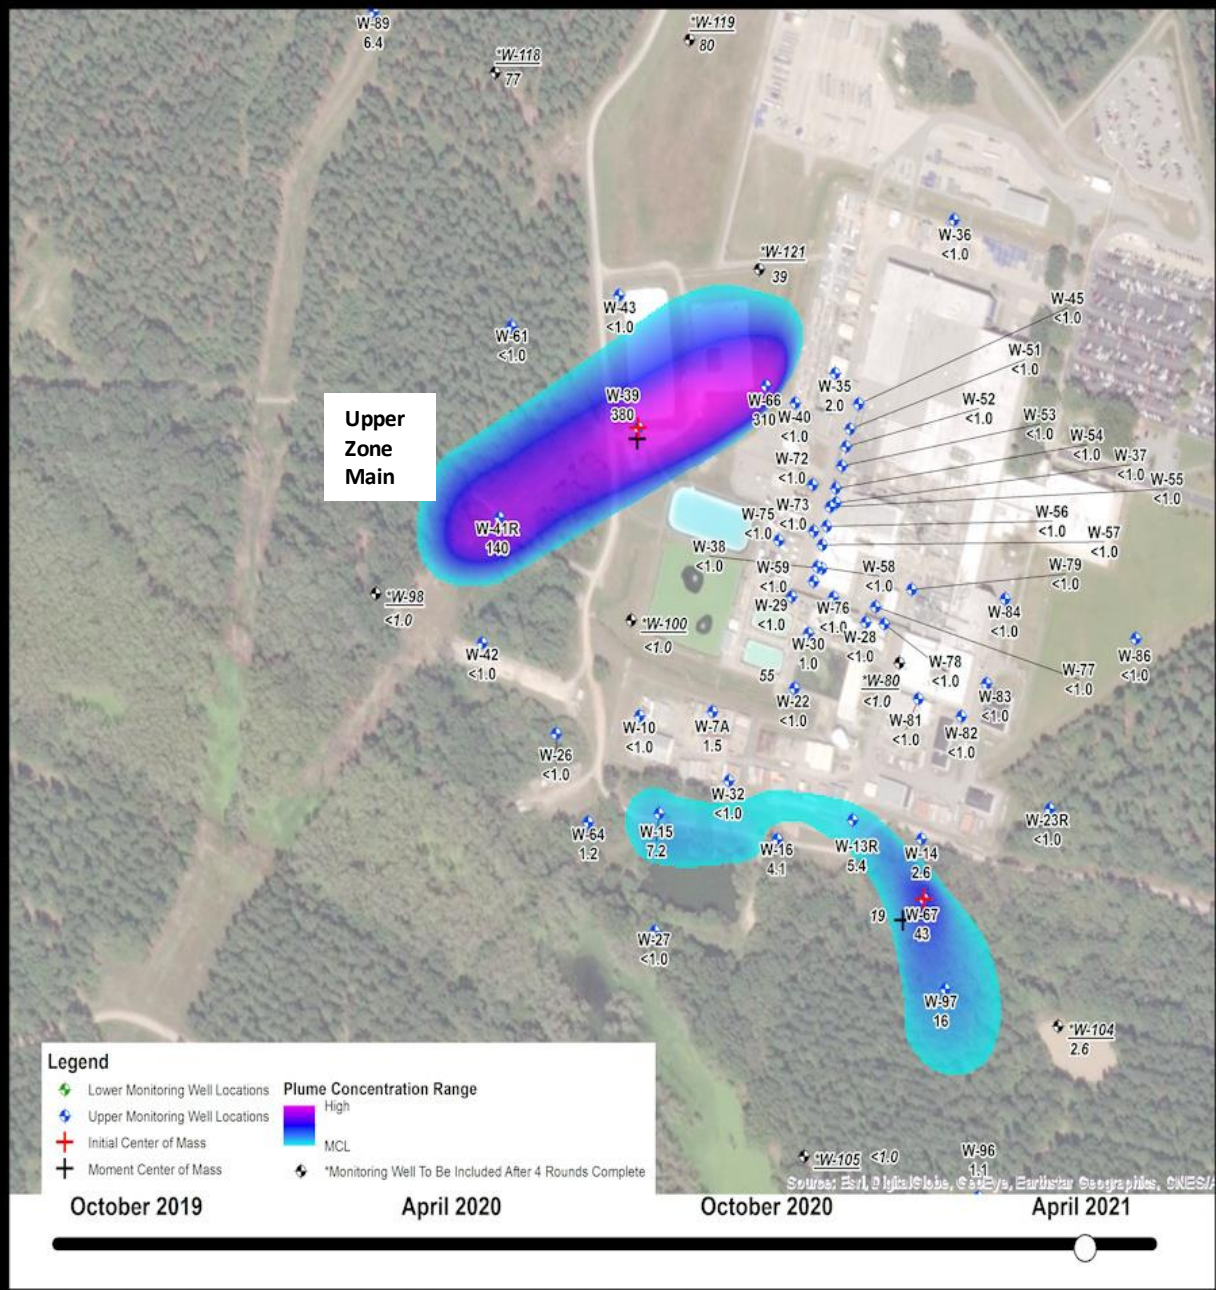 W-89
6.4
*W-118
77
*W-119
80
W-36
<1.0
*W-121
39
W-43
<1.0
W-61
<1.0
W-45
<1.0
W-51
<1.0
W-39
380
W-66
310
W-35
2.0
W-40
<1.0
W-52
<1.0
W-53
<1.0
W-54
<1.0
W-37
<1.0
W-55
<1.0
Upper
Zone
Main
W-72
<1.0
W-73
<1.0
W-75
<1.0
W-56
<1.0
W-57
<1.0
W-41R
140
W-38
<1.0
W-59
<1.0
W-58
<1.0
W-79
<1.0
*W-98
<1.0
*W-100
<1.0
W-29
<1.0
W-76
<1.0
W-84
<1.0
W-42
<1.0
W-30
1.0
W-28
<1.0
W-78
<1.0
W-77
<1.0
W-86
<1.0
55
*W-80
<1.0
W-83
<1.0
W-22
<1.0
W-10
<1.0
W-7A
1.5
W-81
<1.0
W-82
<1.0
W-26
<1.0
W-32
<1.0
W-64
1.2
W-15
7.2
W-16
4.1
W-13R
5.4
W-14
2.6
W-23R
<1.0
19
W-67
43
W-27
<1.0
W-97
16
*W-104
2.6
*W-105 <1.0
W-96
1.1
Legend
Lower Monitoring Well Locations
Upper Monitoring Well Locations
Initial Center of Mass
Moment Center of Mass
Plume Concentration Range
High
MCL
*Monitoring Well To Be Included After 4 Rounds Complete
Source: Esri, DigitalGlobe, GeoEye, Earthstar Geographics, CNES/A
October 2019 April 2020 October 2020 April 2021